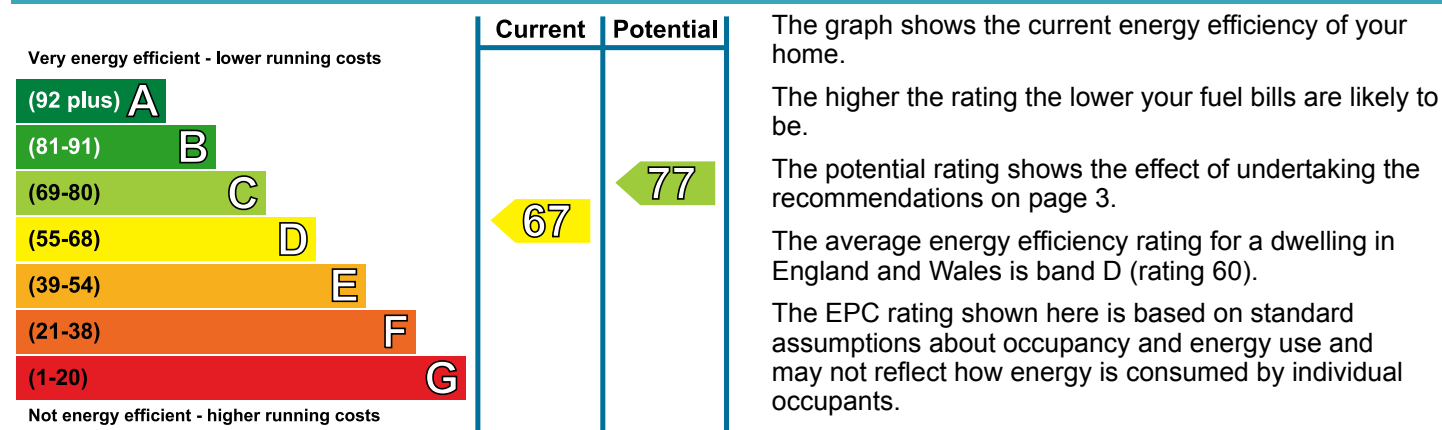 Current Potential
Very energy efficient - lower running costs
(92 plus) A
(81-91) B
(69-80) C
(55-68) D
(39-54) E
(21-38) F
(1-20) G
Not energy efficient - higher running costs
67
77
The graph shows the current energy efficiency of your
home.
The higher the rating the lower your fuel bills are likely to
be.
The potential rating shows the effect of undertaking the
recommendations on page 3.
The average energy efficiency rating for a dwelling in
England and Wales is band D (rating 60).
The EPC rating shown here is based on standard
assumptions about occupancy and energy use and
may not reflect how energy is consumed by individual
occupants.